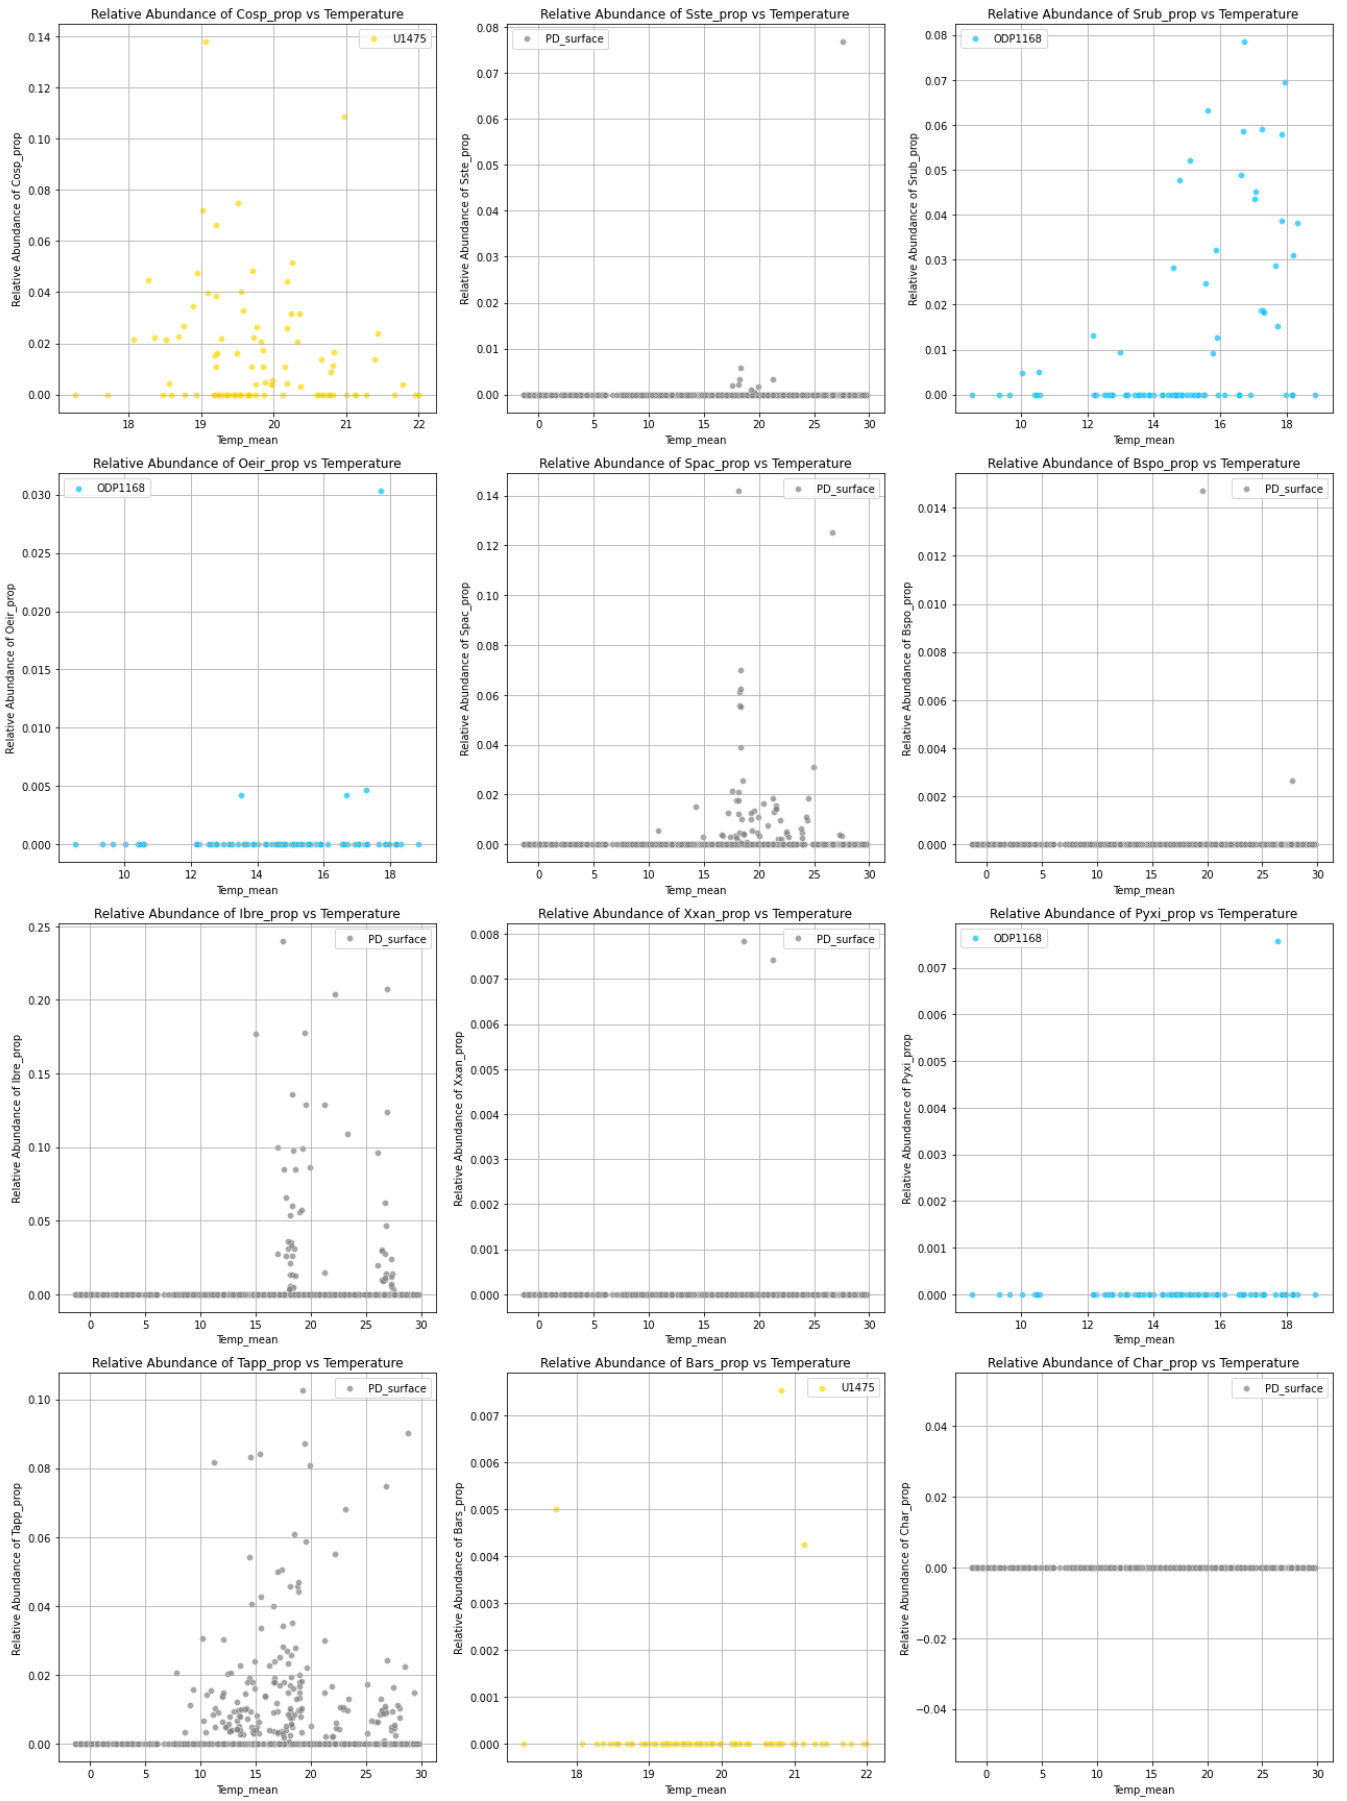 Relative Abundance of Cosp_prop vs Temperature
U1475
Relative Abundance of Cosp_prop
0.14
0.12
0.10
0.08
0.06
0.04
0.02
0.00
18 19 20 21 22
Temp_mean
Relative Abundance of Sste_prop vs Temperature
PD_surface
Relative Abundance of Sste_prop
0.08
0.07
0.06
0.05
0.04
0.03
0.02
0.01
0.00
0 5 10 15 20 25 30
Temp_mean
Relative Abundance of Srub_prop vs Temperature
ODP1168
Relative Abundance of Srub_prop
0.08
0.07
0.06
0.05
0.04
0.03
0.02
0.01
0.00
10 12 14 16 18
Temp_mean
Relative Abundance of Oeir_prop vs Temperature
ODP1168
Relative Abundance of Oeir_prop
0.030
0.025
0.020
0.015
0.010
0.005
0.000
10 12 14 16 18
Temp_mean
Relative Abundance of Spac_prop vs Temperature
PD_surface
Relative Abundance of Spac_prop
0.14
0.12
0.10
0.08
0.06
0.04
0.02
0.00
0 5 10 15 20 25 30
Temp_mean
Relative Abundance of Bspo_prop vs Temperature
PD_surface
Relative Abundance of Bspo_prop
0.014
0.012
0.010
0.008
0.006
0.004
0.002
0.000
0 5 10 15 20 25 30
Temp_mean
Relative Abundance of Ibre_prop vs Temperature
PD_surface
Relative Abundance of Ibre_prop
0.25
0.20
0.15
0.10
0.05
0.00
0 5 10 15 20 25 30
Temp_mean
Relative Abundance of Xxan_prop vs Temperature
PD_surface
Relative Abundance of Xxan_prop
0.008
0.007
0.006
0.005
0.004
0.003
0.002
0.001
0.000
0 5 10 15 20 25 30
Temp_mean
Relative Abundance of Pyxi_prop vs Temperature
ODP1168
Relative Abundance of Pyxi_prop
0.007
0.006
0.005
0.004
0.003
0.002
0.001
0.000
10 12 14 16 18
Temp_mean
Relative Abundance of Tapp_prop vs Temperature
PD_surface
Relative Abundance of Tapp_prop
0.10
0.08
0.06
0.04
0.02
0.00
0 5 10 15 20 25 30
Temp_mean
Relative Abundance of Bars_prop vs Temperature
U1475
Relative Abundance of Bars_prop
0.007
0.006
0.005
0.004
0.003
0.002
0.001
0.000
18 19 20 21 22
Temp_mean
Relative Abundance of Char_prop vs Temperature
PD_surface
Relative Abundance of Char_prop
0.04
0.02
0.00
−0.02
−0.04
0 5 10 15 20 25 30
Temp_mean